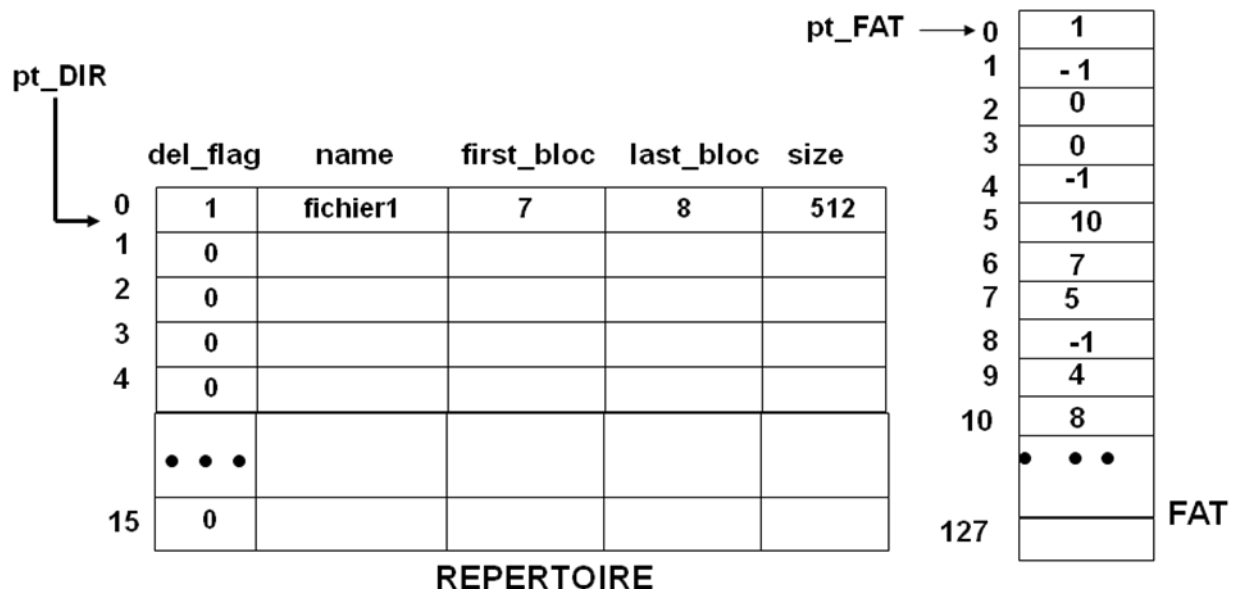 pt_DIR
del_flag name first_bloc last_bloc size
0 1 fichier1 7 8 512
1 0
2 0
3 0
4 0
• • •
15 0
REPERTOIRE
pt_FAT 0 1
1 - 1
2 0
3 0
4 -1
5 10
6 7
7 5
8 -1
9 4
10 8
• • •
127
FAT